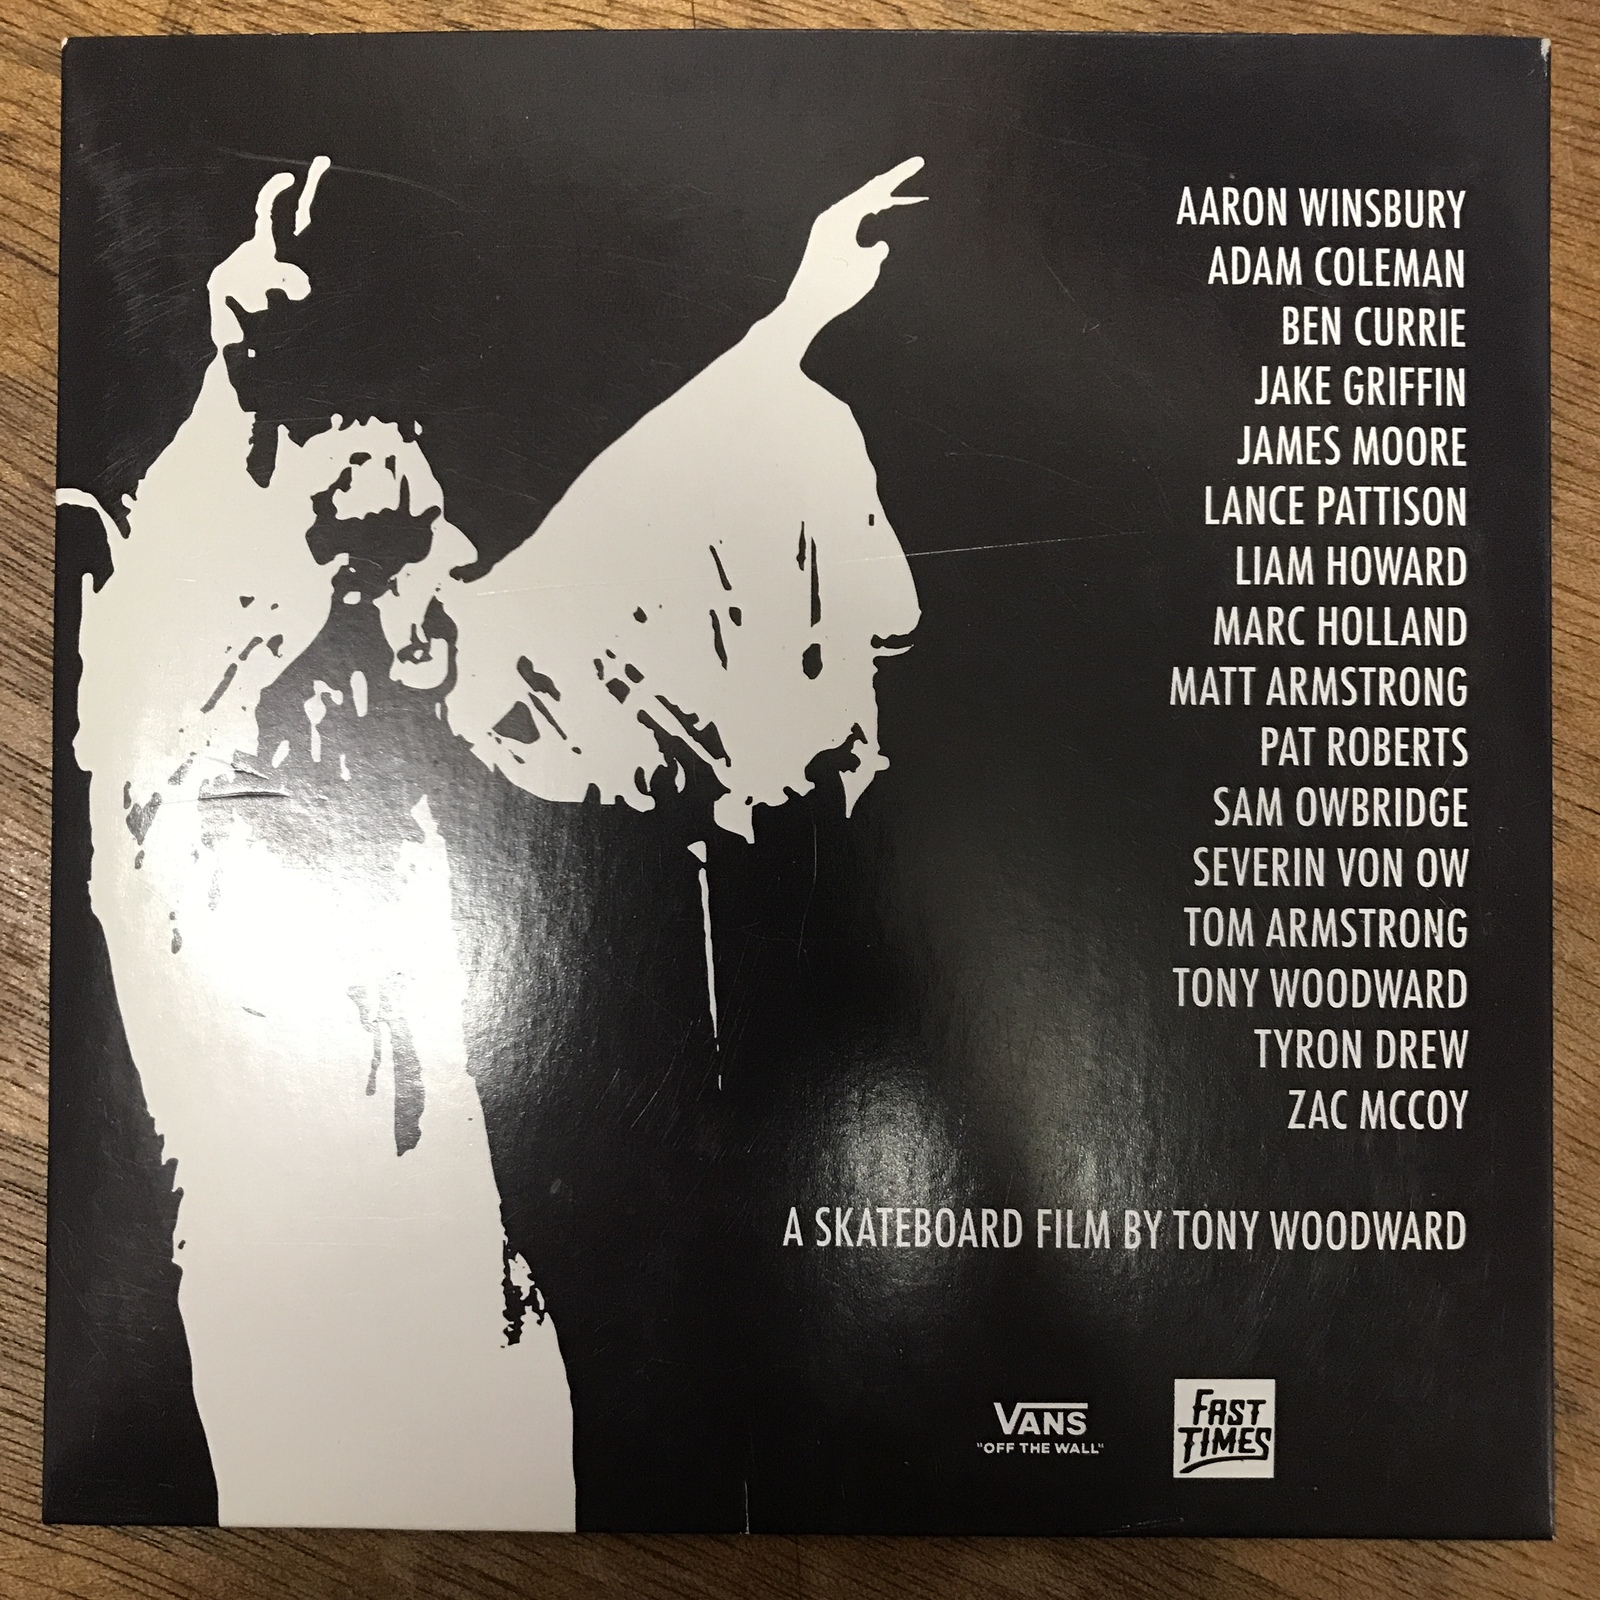 AARON WINSBURY
ADAM COLEMAN
BEN CURRIE
JAKE GRIFFIN
JAMES MOORE
LANCE PATTISON
LIAM HOWARD
MARC HOLLAND
MATT ARMSTRONG
PAT ROBERTS
SAM OWBRIDGE
SEVERIN VON OW
TOM ARMSTRONG
TONY WOODWARD
TYRON DREW
ZAC MCCOY
A SKATEBOARD FILM BY TONY WOODWARD
VANS
"OFF THE WALL"
FAST
TIMES